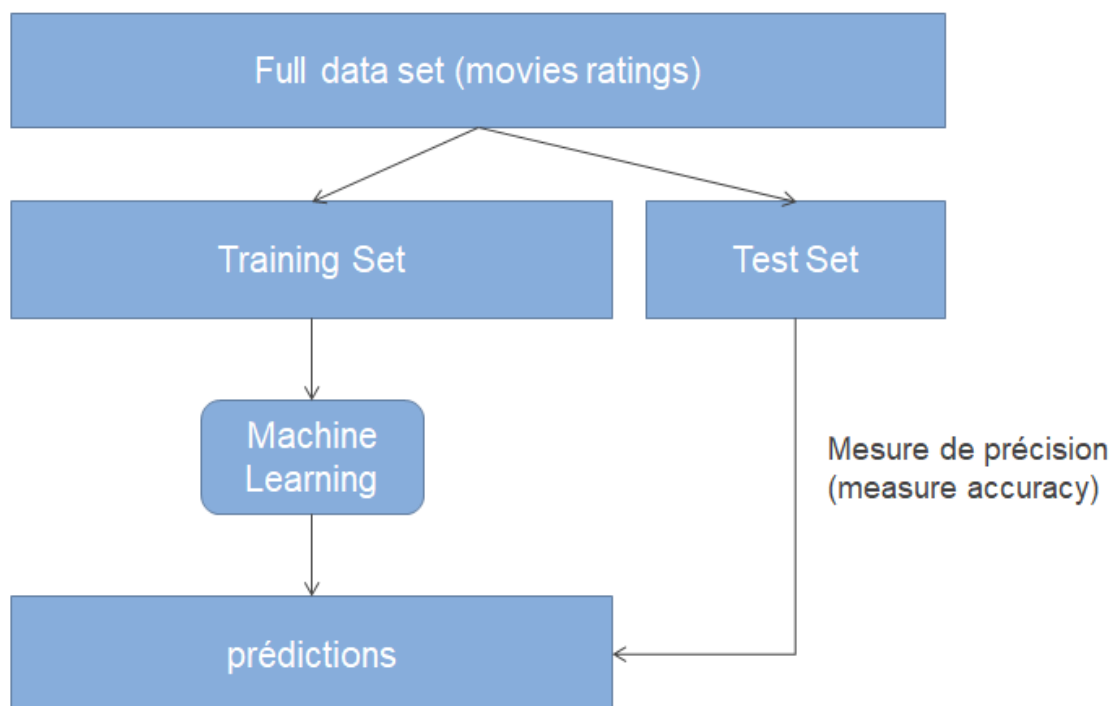 Full data set (movies ratings)
Training Set
Test Set
Machine
Learning
Mesure de précision
(measure accuracy)
prédictions